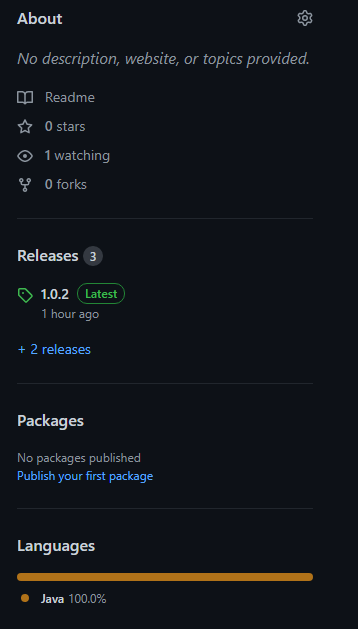 About
No description, website, or topics provided.
Readme
0 stars
1 watching
0 forks
Releases 3
1.0.2 Latest
1 hour ago
+ 2 releases
Packages
No packages published
Publish your first package
Languages
Java 100.0%